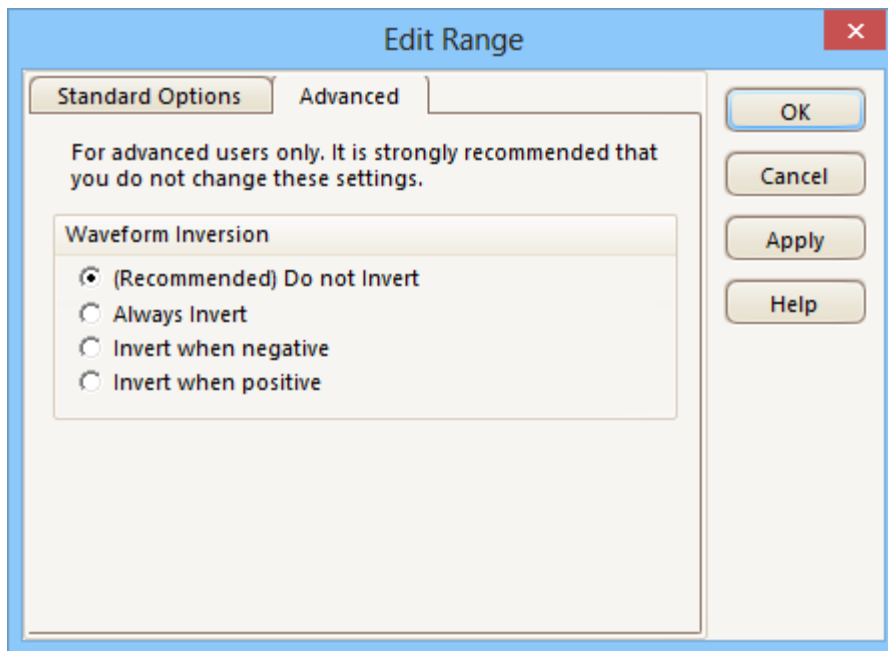 Edit Range
Standard Options
Advanced
For advanced users only. It is strongly recommended that
you do not change these settings.
Waveform Inversion
(Recommended) Do not Invert
Always Invert
Invert when negative
Invert when positive
OK
Cancel
Apply
Help